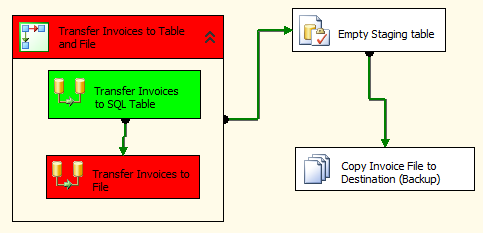 Transfer Invoices to Table
and File
Transfer Invoices
to SQL Table
Transfer Invoices to
File
Empty Staging table
Copy Invoice File to
Destination (Backup)